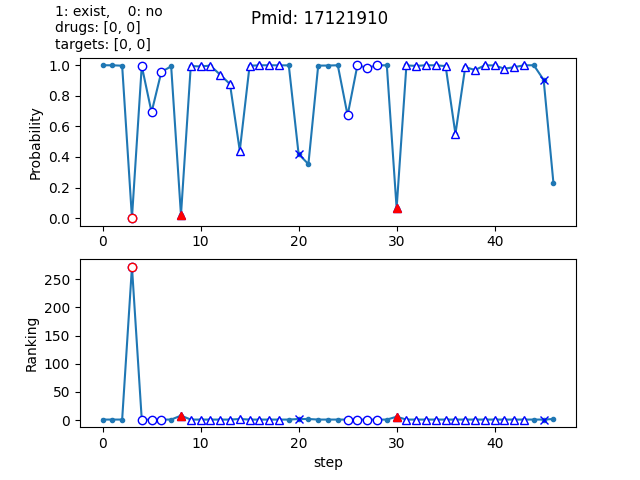 1: exist,    0: no
drugs: [0, 0]
targets: [0, 0]
Pmid: 17121910
1.0
0.8
0.6
0.4
0.2
0.0
Probability
0 10 20 30 40
250
200
150
100
50
0
Ranking
0 10 20 30 40
step